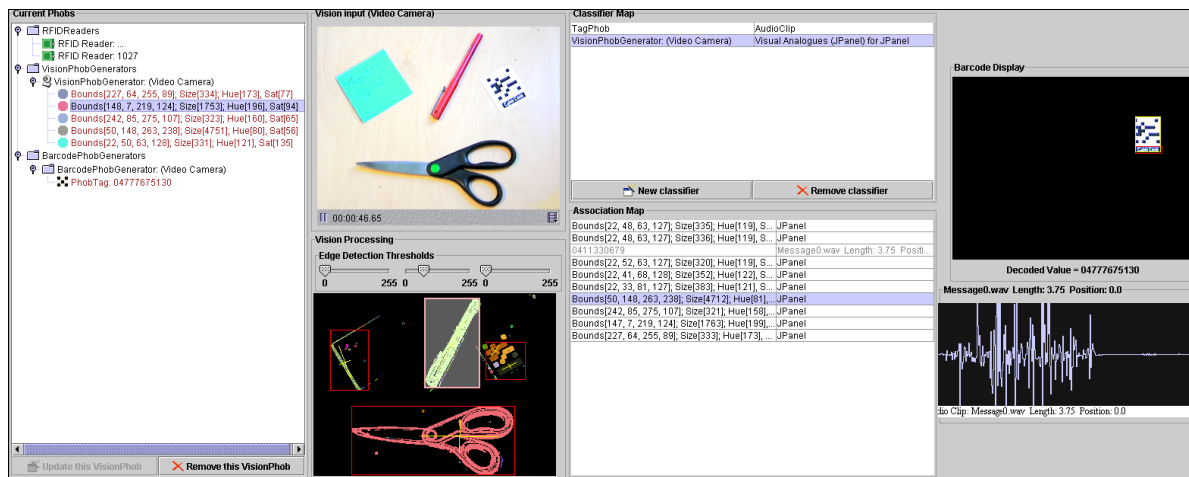 Current Phobs
RFIDReaders
RFID Reader: ...
RFID Reader: 1027
VisionPhobGenerators
VisionPhobGenerator: (Video Camera)
Bounds[227, 64, 255, 89]; Size[334]; Hue[173], Sat[77]
Bounds[148, 7, 219, 124]; Size[1753]; Hue[196], Sat[94]
Bounds[242, 85, 275, 107]; Size[323]; Hue[160], Sat[65]
Bounds[50, 148, 263, 238]; Size[4751]; Hue[80], Sat[56]
Bounds[22, 50, 63, 128]; Size[331]; Hue[121], Sat[135]
BarcodePhobGenerators
BarcodePhobGenerator: (Video Camera)
PhobTag: 04777675130
Update this VisionPhob
Remove this VisionPhob
Vision input (Video Camera)
00:00:46.65
Vision Processing
Edge Detection Thresholds
0 255 0 255 0 255
Classifier Map
TagPhob AudioClip
VisionPhobGenerator: (Video Camera) Visual Analogues (JPanel) for JPanel
New classifier
Remove classifier
Association Map
Bounds[22, 48, 63, 127]; Size[335]; Hue[119], S... JPanel
Bounds[22, 48, 63, 127]; Size[336]; Hue[119], S... JPanel
0411330679 Message0.wav Length: 3.75 Positi...
Bounds[22, 52, 63, 127]; Size[320]; Hue[119], S... JPanel
Bounds[22, 41, 68, 128]; Size[352]; Hue[122], S... JPanel
Bounds[22, 33, 81, 127]; Size[383]; Hue[121], S... JPanel
Bounds[50, 148, 263, 238]; Size[4712]; Hue[81],... JPanel
Bounds[242, 85, 275, 107]; Size[321]; Hue[158],... JPanel
Bounds[147, 7, 219, 124]; Size[1763]; Hue[199],... JPanel
Bounds[227, 64, 255, 89]; Size[333]; Hue[173], ... JPanel
Barcode Display
Decoded Value = 04777675130
Message0.wav Length: 3.75 Position: 0.0
dio Clip: Message0.wav Length: 3.75 Position: 0.0